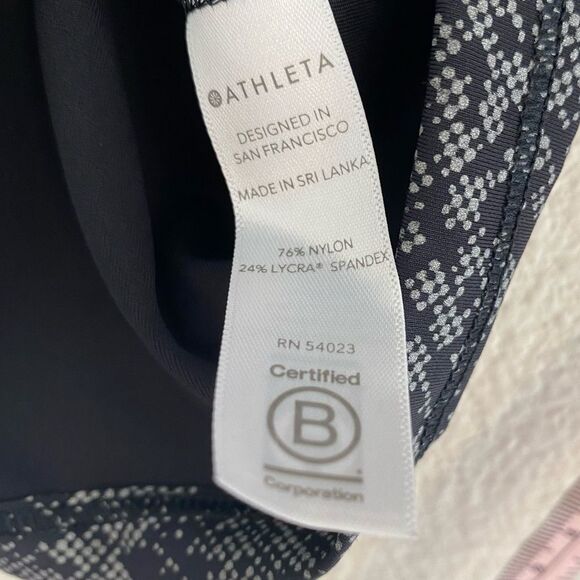 ATHLETA
DESIGNED IN
SAN FRANCISCO
MADE IN SRI LANKA
76% NYLON
24% LYCRA® SPANDEX
RN 54023
Certified
B
Corporation